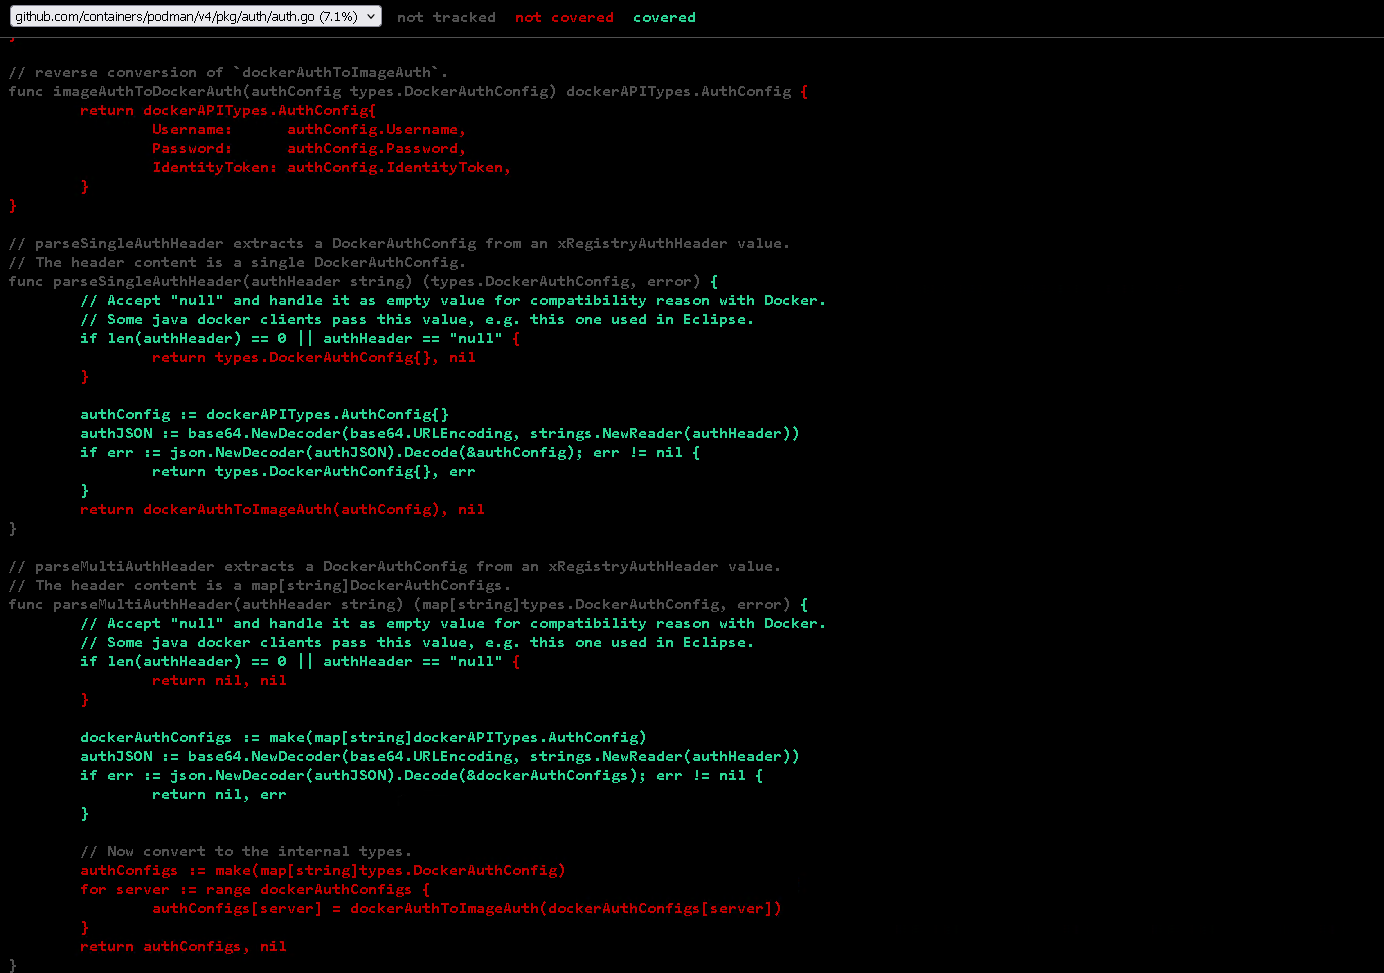 github.com/containers/podman/v4/pkg/auth/auth.go (7.1%) not tracked not covered covered
}
// reverse conversion of `dockerAuthToImageAuth`.
func imageAuthToDockerAuth(authConfig types.DockerAuthConfig) dockerAPITypes.AuthConfig {
        return dockerAPITypes.AuthConfig{
                Username:      authConfig.Username,
                Password:      authConfig.Password,
                IdentityToken: authConfig.IdentityToken,
        }
}
// parseSingleAuthHeader extracts a DockerAuthConfig from an xRegistryAuthHeader value.
// The header content is a single DockerAuthConfig.
func parseSingleAuthHeader(authHeader string) (types.DockerAuthConfig, error) {
        // Accept "null" and handle it as empty value for compatibility reason with Docker.
        // Some java docker clients pass this value, e.g. this one used in Eclipse.
        if len(authHeader) == 0 || authHeader == "null" {
                return types.DockerAuthConfig{}, nil
        }
        authConfig := dockerAPITypes.AuthConfig{}
        authJSON := base64.NewDecoder(base64.URLEncoding, strings.NewReader(authHeader))
        if err := json.NewDecoder(authJSON).Decode(&authConfig); err != nil {
                return types.DockerAuthConfig{}, err
        }
        return dockerAuthToImageAuth(authConfig), nil
}
// parseMultiAuthHeader extracts a DockerAuthConfig from an xRegistryAuthHeader value.
// The header content is a map[string]DockerAuthConfigs.
func parseMultiAuthHeader(authHeader string) (map[string]types.DockerAuthConfig, error) {
        // Accept "null" and handle it as empty value for compatibility reason with Docker.
        // Some java docker clients pass this value, e.g. this one used in Eclipse.
        if len(authHeader) == 0 || authHeader == "null" {
                return nil, nil
        }
        dockerAuthConfigs := make(map[string]dockerAPITypes.AuthConfig)
        authJSON := base64.NewDecoder(base64.URLEncoding, strings.NewReader(authHeader))
        if err := json.NewDecoder(authJSON).Decode(&dockerAuthConfigs); err != nil {
                return nil, err
        }
        // Now convert to the internal types.
        authConfigs := make(map[string]types.DockerAuthConfig)
        for server := range dockerAuthConfigs {
                authConfigs[server] = dockerAuthToImageAuth(dockerAuthConfigs[server])
        }
        return authConfigs, nil
}